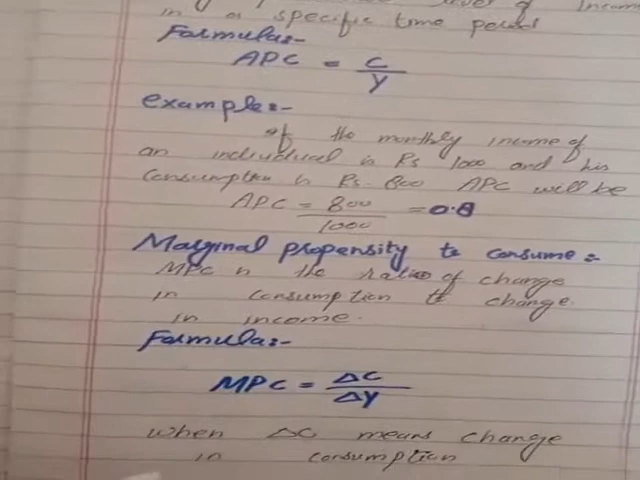 level of income
in a specific time period
Formula:-
APC = C
Y
example:-
If the monthly income of
an individual is Rs 1000 and his
consumption is Rs. 800 APC will be
APC = 800 = 0.8
1000
Marginal propensity to consume:-
MPC is the ratio of change
in consumption to change
in income.
Formula:-
MPC = ΔC
ΔY
when ΔC means change
in consumption